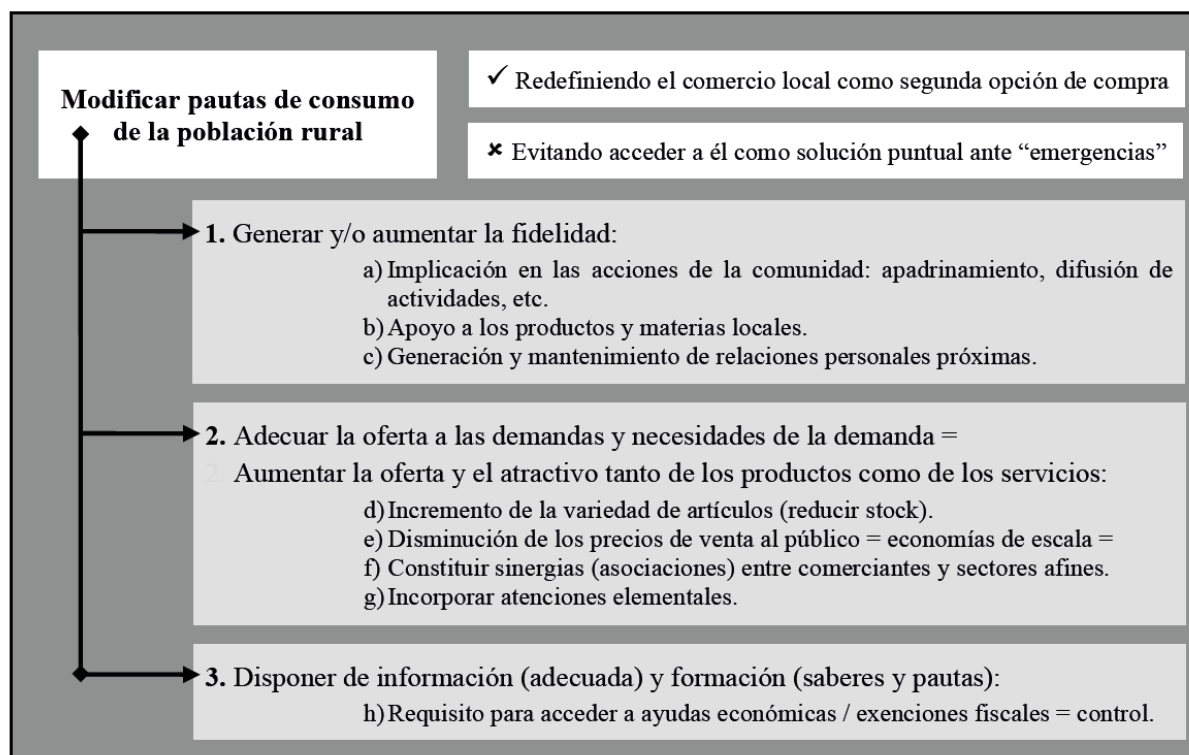 Modificar pautas de consumo
de la población rural
✓ Redefiniendo el comercio local como segunda opción de compra
✗ Evitando acceder a él como solución puntual ante “emergencias”
1. Generar y/o aumentar la fidelidad:
a) Implicación en las acciones de la comunidad: apadrinamiento, difusión de
actividades, etc.
b) Apoyo a los productos y materias locales.
c) Generación y mantenimiento de relaciones personales próximas.
2. Adecuar la oferta a las demandas y necesidades de la demanda =
2. Aumentar la oferta y el atractivo tanto de los productos como de los servicios:
d) Incremento de la variedad de artículos (reducir stock).
e) Disminución de los precios de venta al público = economías de escala =
f) Constituir sinergias (asociaciones) entre comerciantes y sectores afines.
g) Incorporar atenciones elementales.
3. Disponer de información (adecuada) y formación (saberes y pautas):
h) Requisito para acceder a ayudas económicas / exenciones fiscales = control.